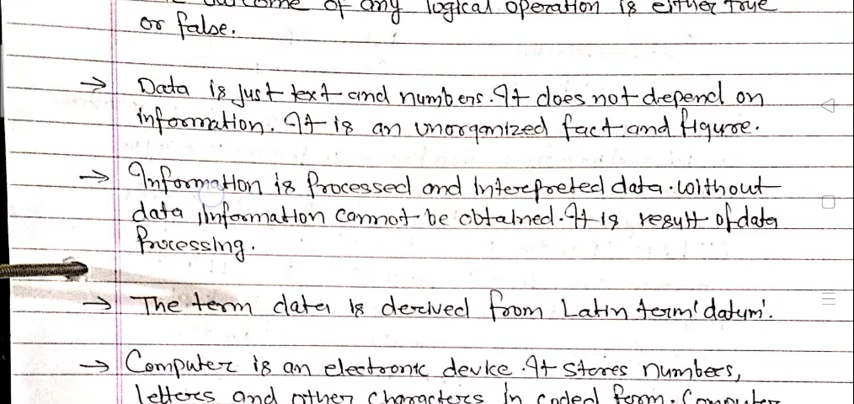 outcome of any logical operation is either true
or false.
→ Data is just text and numbers. It does not depend on
information. It is an unorganized fact and figure.
→ Information is processed and interpreted data. without
data, information cannot be obtained. It is result of data
processing.
→ The term data is derived from Latin term 'datum'.
→ Computer is an electronic device. It stores numbers,
letters and other characters in coded form. Computer